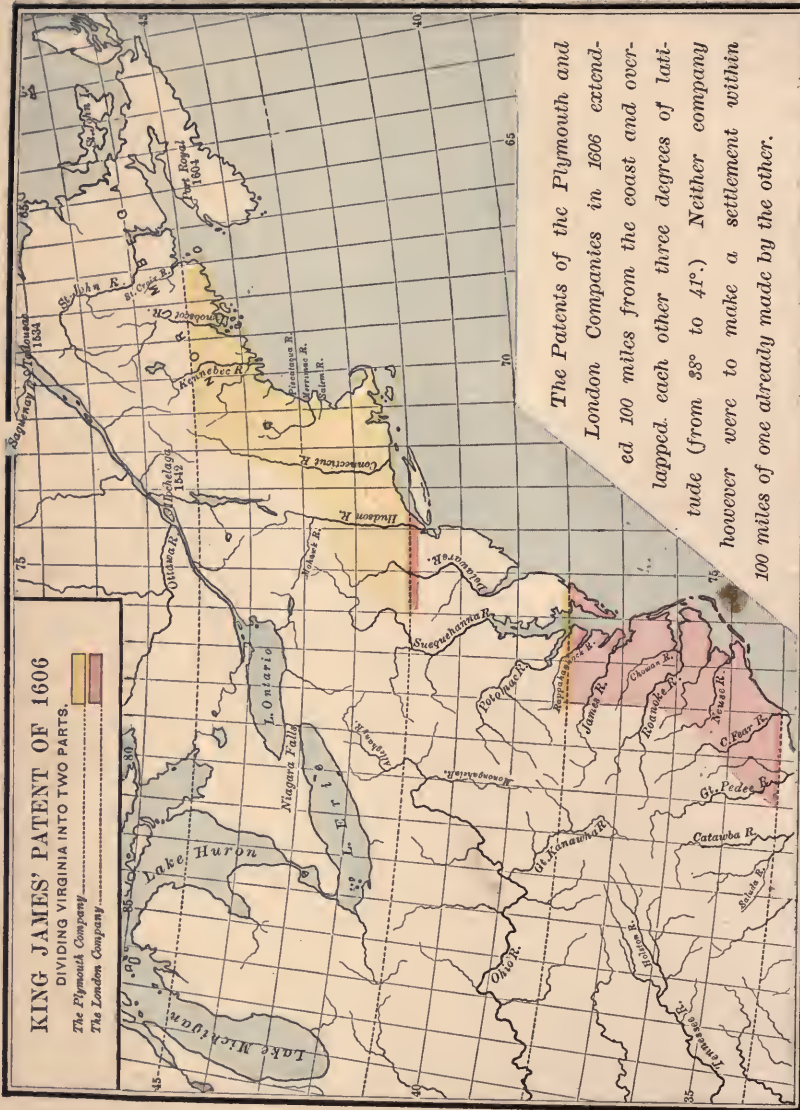 KING JAMES' PATENT OF 1606
DIVIDING VIRGINIA INTO TWO PARTS.
The Plymouth Company
The London Company
The Patents of the Plymouth and
London Companies in 1606 extend-
ed 100 miles from the coast and over-
lapped each other three degrees of lati-
tude (from 38° to 41°.) Neither company
however were to make a settlement within
100 miles of one already made by the other.
Saguenay R.
Tadousac
1534
Hochelaga
1542
Ottawa R.
St. John I.
Port Royal
1604
St. John R.
St. Croix R.
Penobscot R.
Kennebec R.
NOROMBEGA
Piscataqua R.
Merrimac R.
Salem R.
Connecticut R.
Hudson R.
Mohawk R.
Delaware R.
Susquehanna R.
Potomac R.
Rappahannock R.
James R.
Chowan R.
Roanoke R.
Neuse R.
C. Fear R.
Gt. Pedee R.
Catawba R.
Saluda R.
Alleghany R.
Monongahela R.
Gt. Kanawha R.
Ohio R.
Holston R.
Tennessee R.
L. Ontario
Niagara Falls
L. Erie
Lake Huron
Lake Michigan
45
40
35
85
80
75
70
65
45
40
75